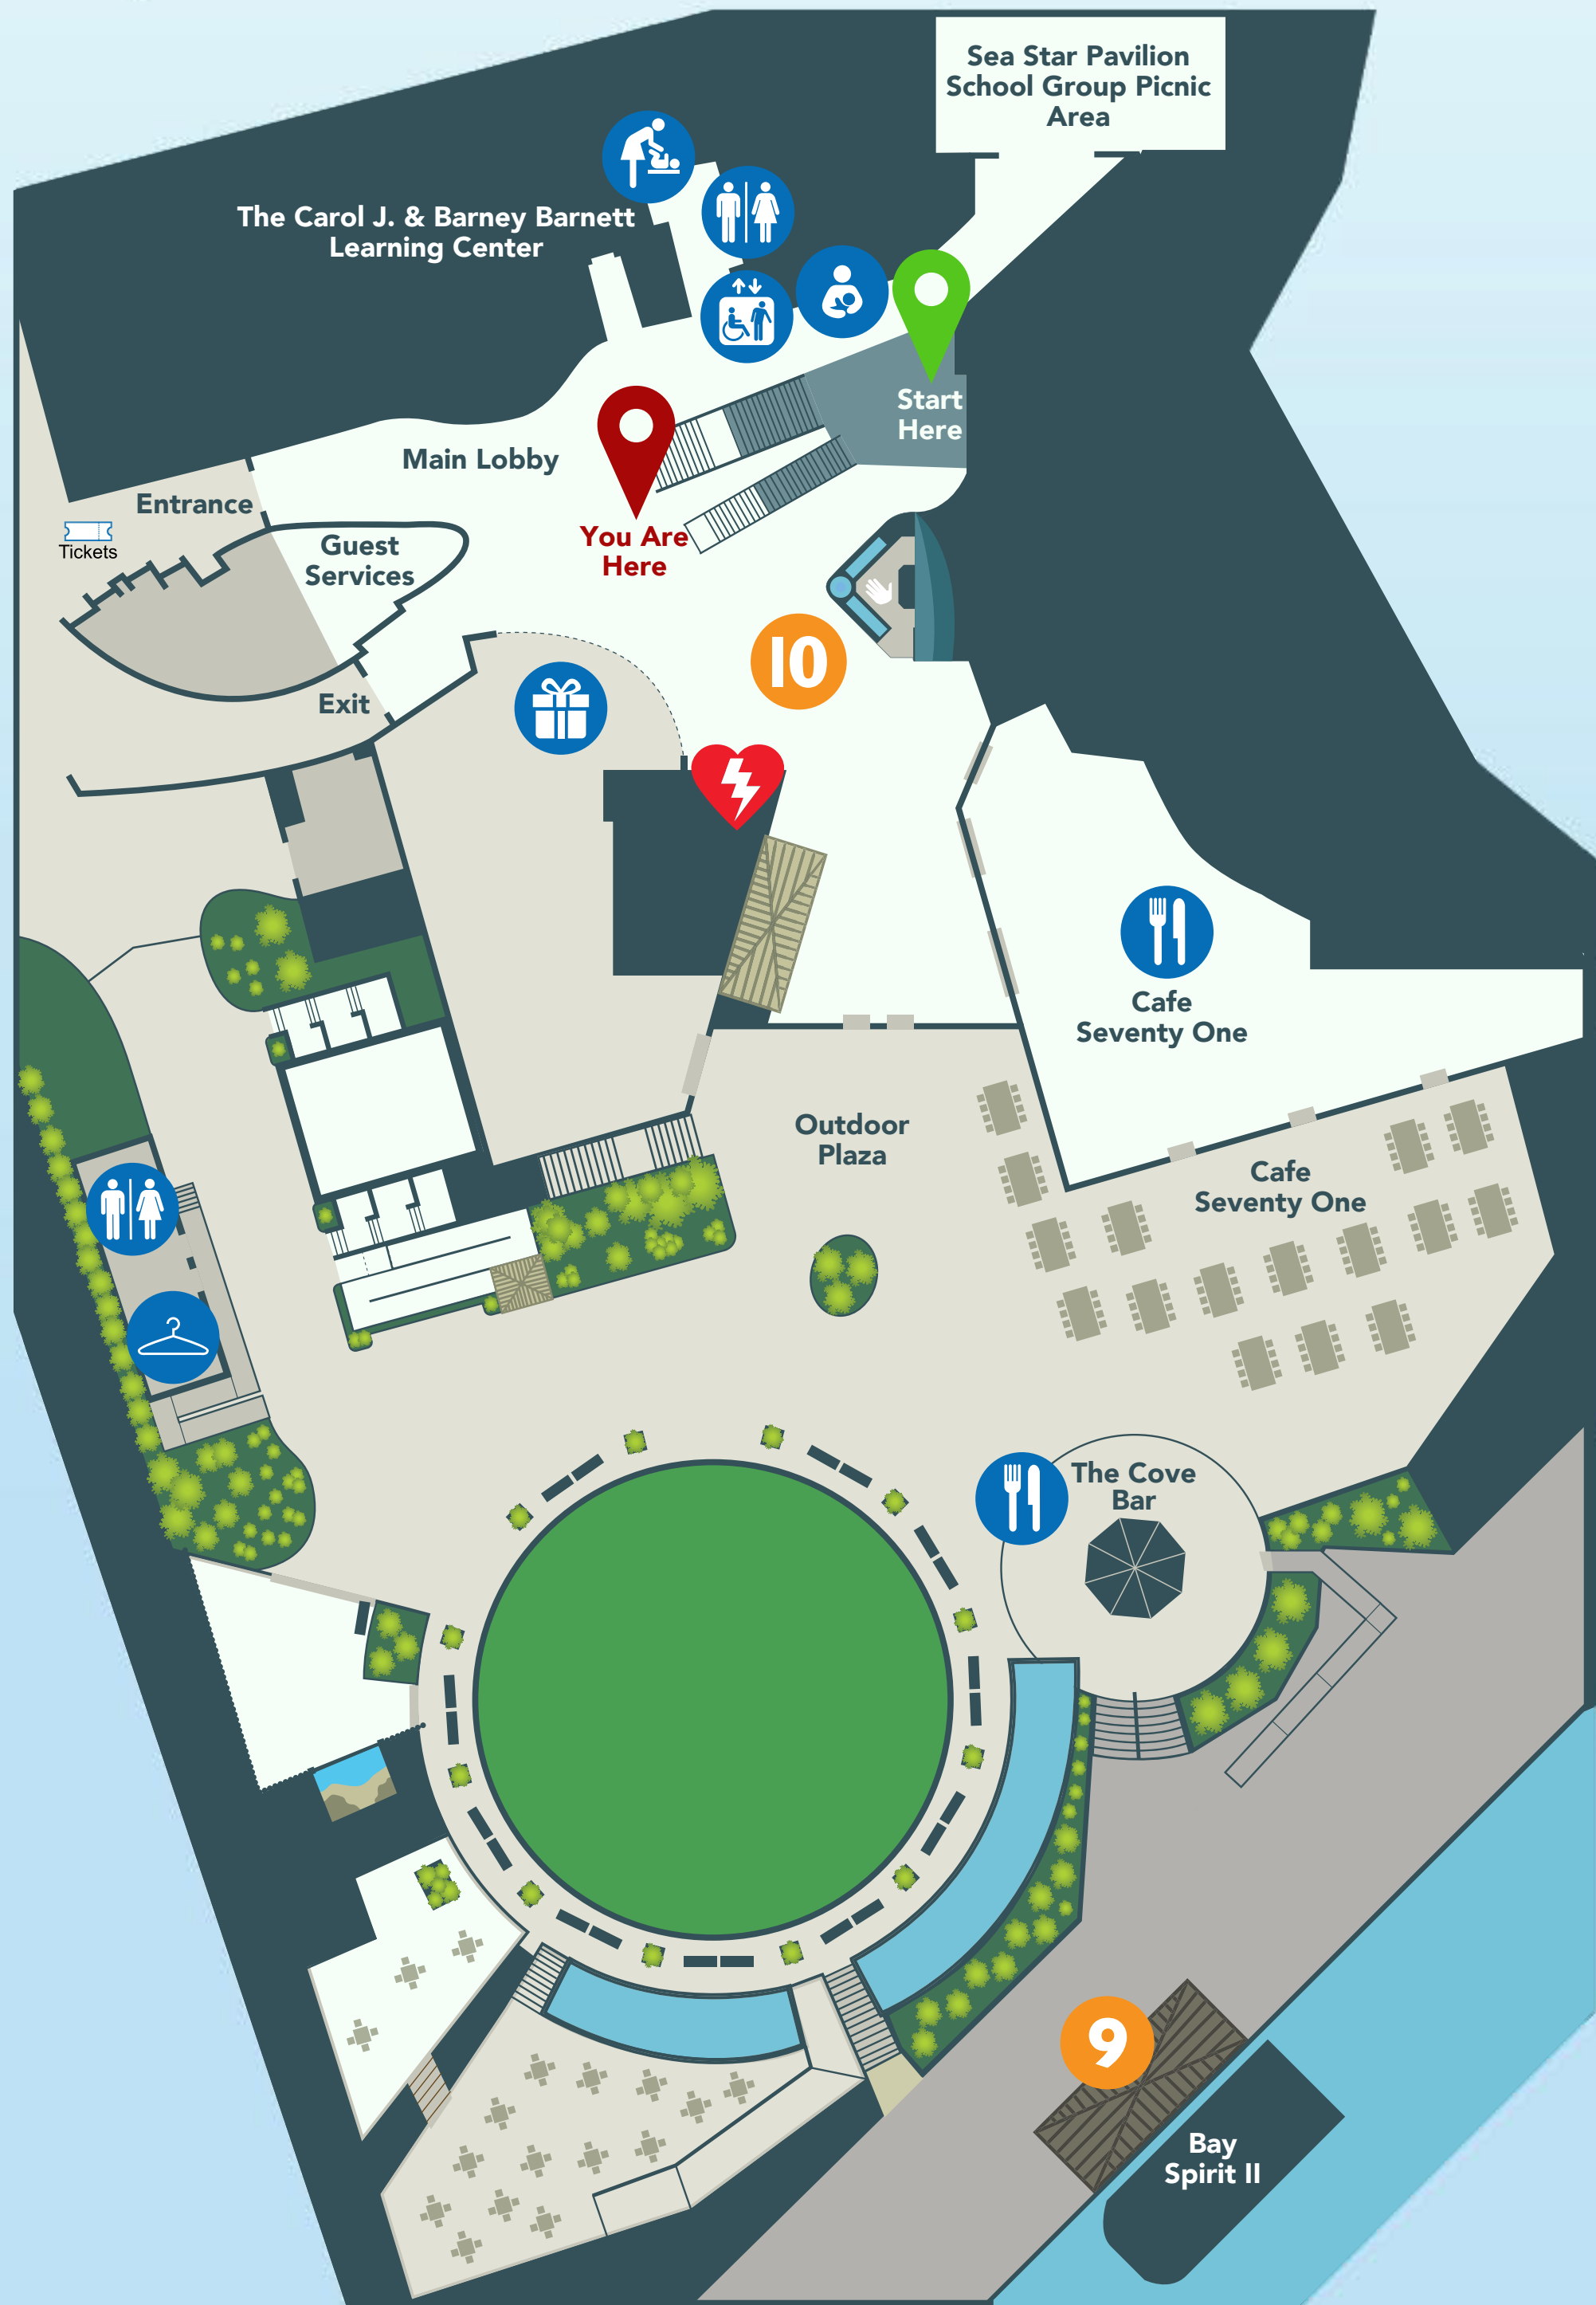 Sea Star Pavilion
School Group Picnic
Area
The Carol J. & Barney Barnett
Learning Center
Start
Here
Main Lobby
Entrance
Tickets
Guest
Services
You Are
Here
10
Exit
Cafe
Seventy One
Outdoor
Plaza
Cafe
Seventy One
The Cove
Bar
9
Bay
Spirit II